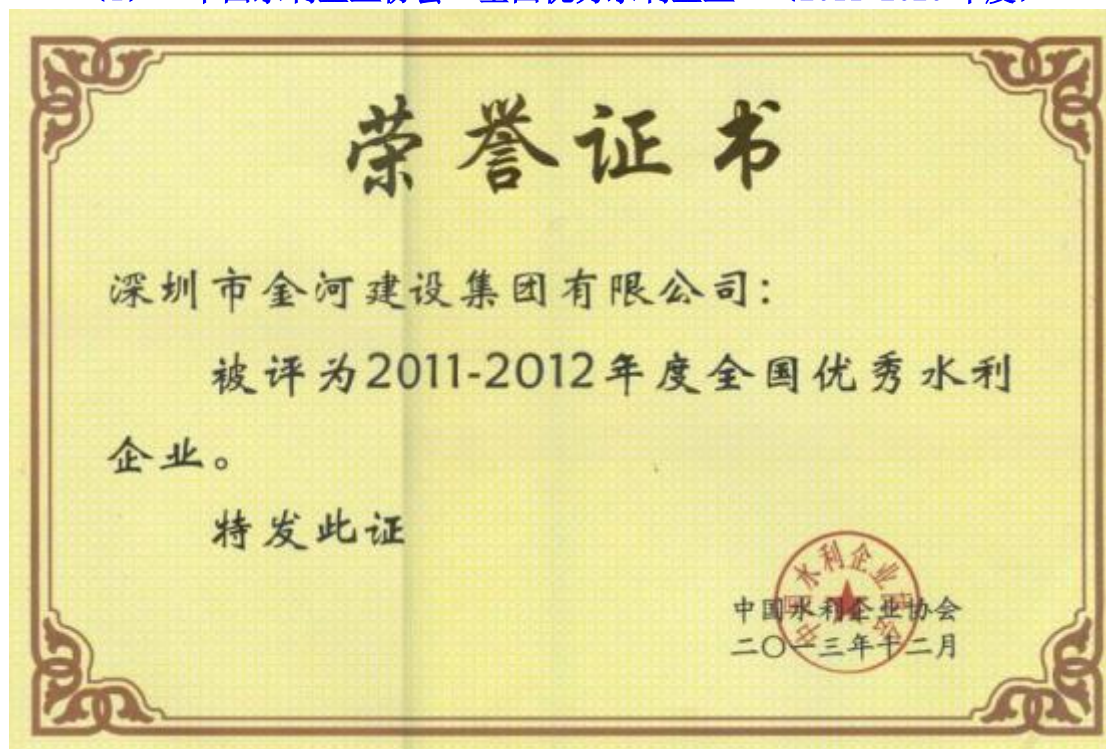 荣誉证书
深圳市金河建设集团有限公司：
被评为2011-2012年度全国优秀水利
企业。
特发此证
中国水利企业协会
二〇一三年十二月